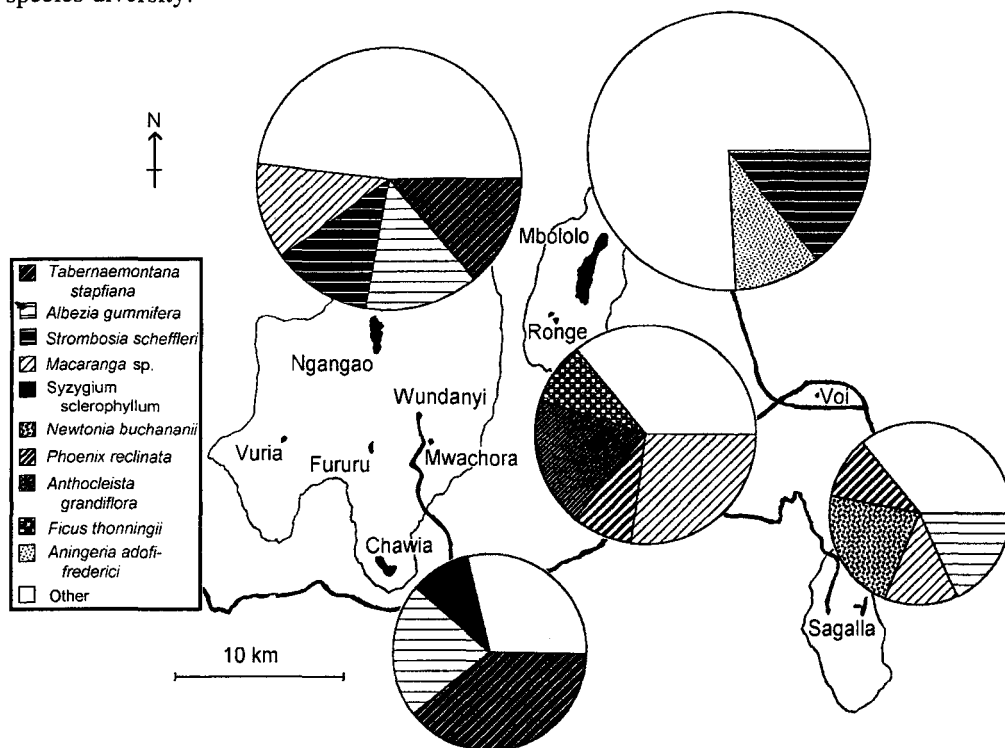 species diversity.
N
Mbololo
Ronge
Ngangao
Wundanyi
Voi
Vuria
Fururu
Mwachora
Chawia
Sagalla
10 km
Tabernaemontana
stapfiana
Albezia gummifera
Strombosia scheffleri
Macaranga sp.
Syzygium
sclerophyllum
Newtonia buchananii
Phoenix reclinata
Anthocleista
grandiflora
Ficus thonningii
Aningeria adofi-
frederici
Other